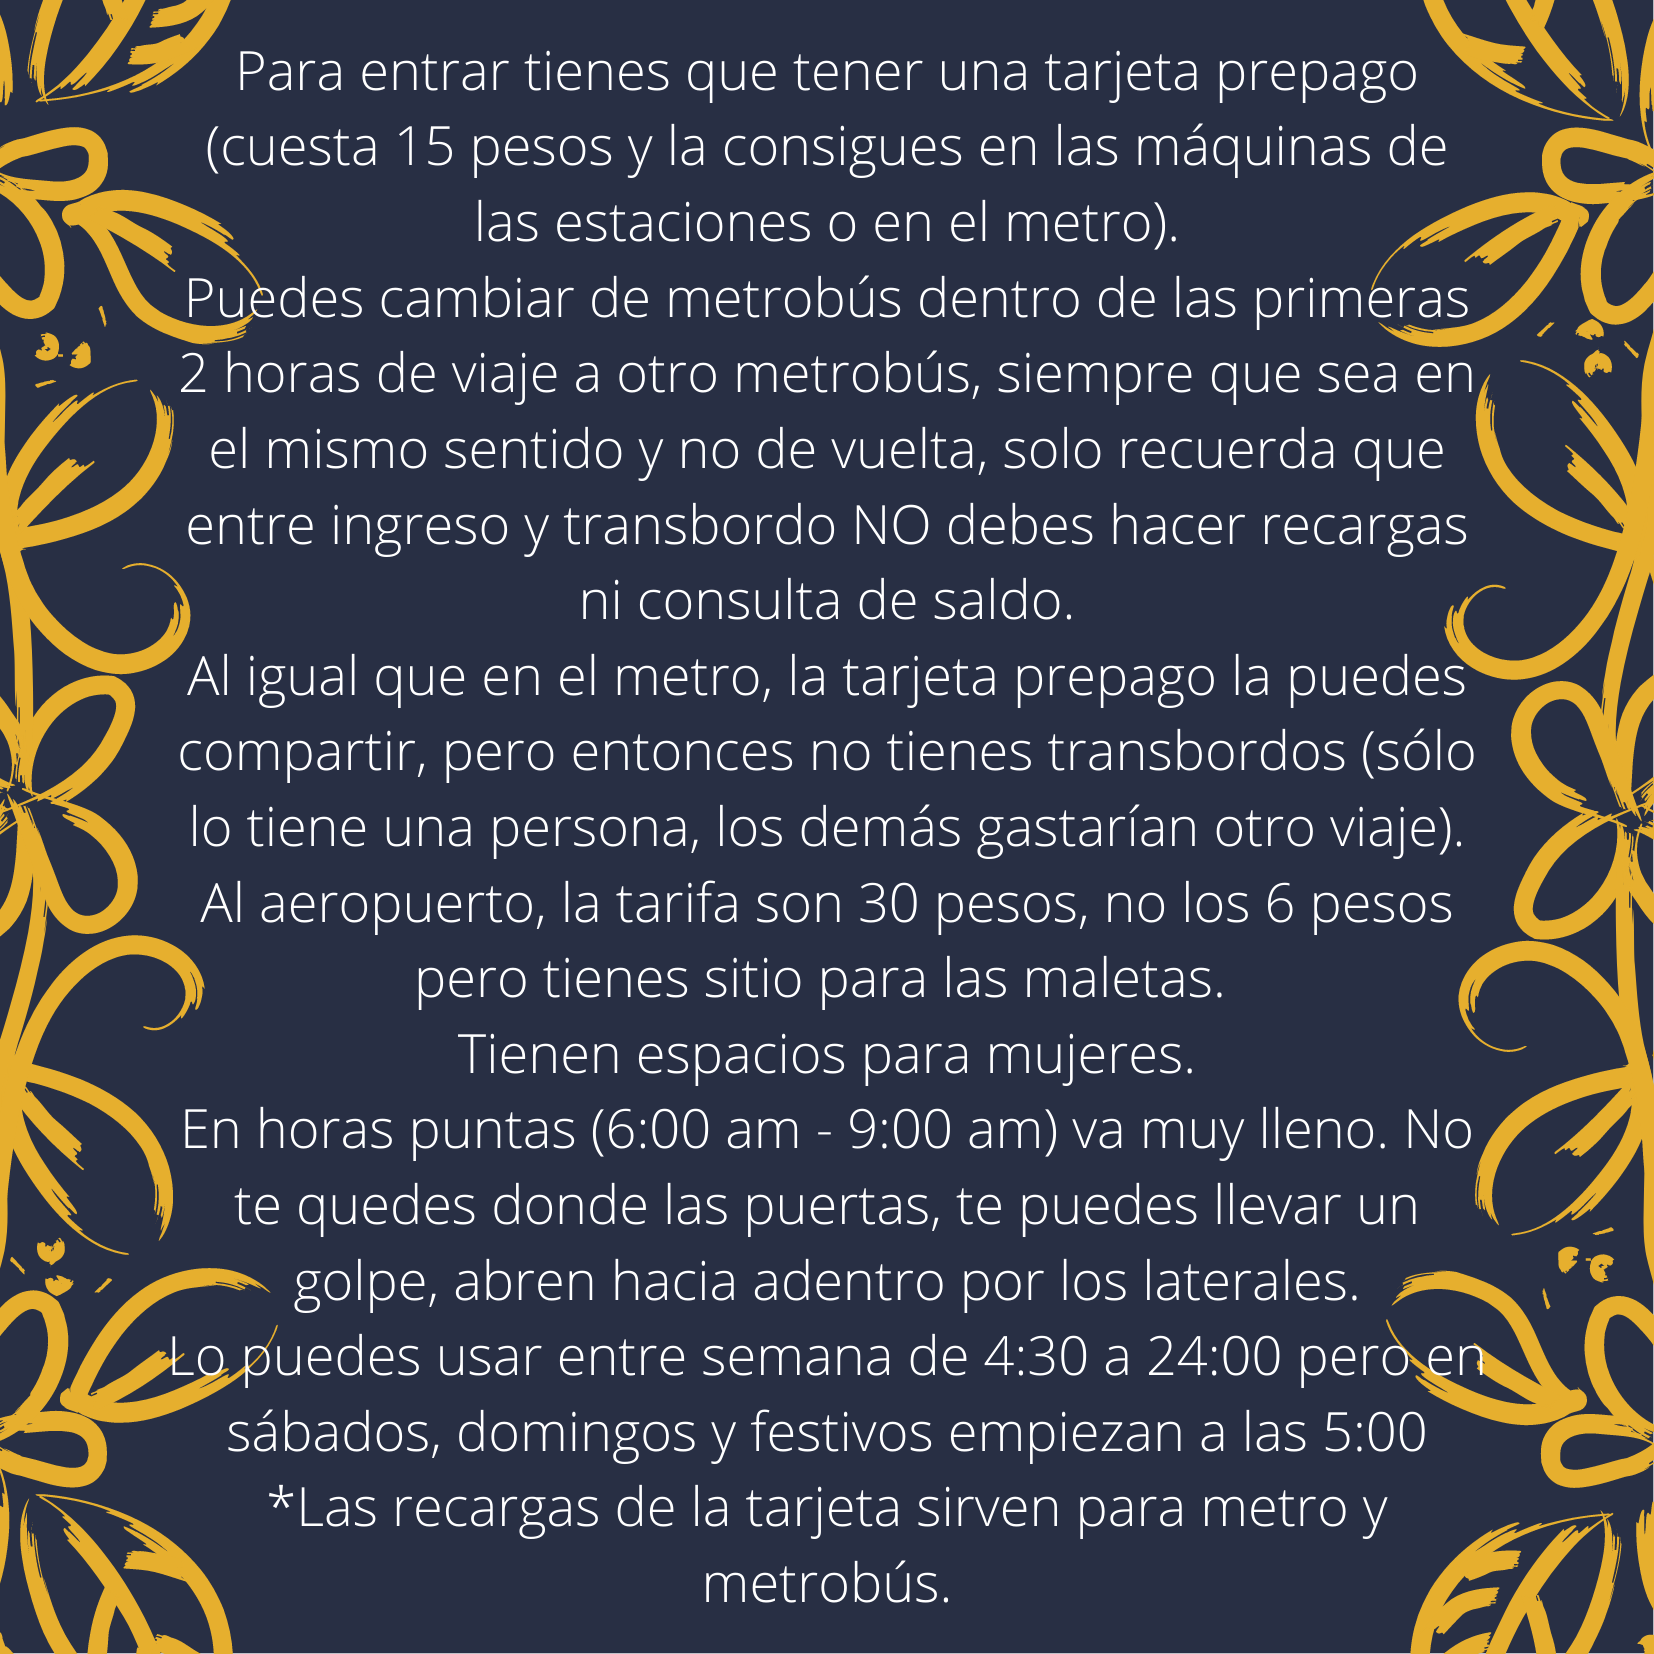 Para entrar tienes que tener una tarjeta prepago
(cuesta 15 pesos y la consigues en las máquinas de
las estaciones o en el metro).
Puedes cambiar de metrobús dentro de las primeras
2 horas de viaje a otro metrobús, siempre que sea en
el mismo sentido y no de vuelta, solo recuerda que
entre ingreso y transbordo NO debes hacer recargas
ni consulta de saldo.
Al igual que en el metro, la tarjeta prepago la puedes
compartir, pero entonces no tienes transbordos (sólo
lo tiene una persona, los demás gastarían otro viaje).
Al aeropuerto, la tarifa son 30 pesos, no los 6 pesos
pero tienes sitio para las maletas.
Tienen espacios para mujeres.
En horas puntas (6:00 am - 9:00 am) va muy lleno. No
te quedes donde las puertas, te puedes llevar un
golpe, abren hacia adentro por los laterales.
Lo puedes usar entre semana de 4:30 a 24:00 pero en
sábados, domingos y festivos empiezan a las 5:00
*Las recargas de la tarjeta sirven para metro y
metrobús.